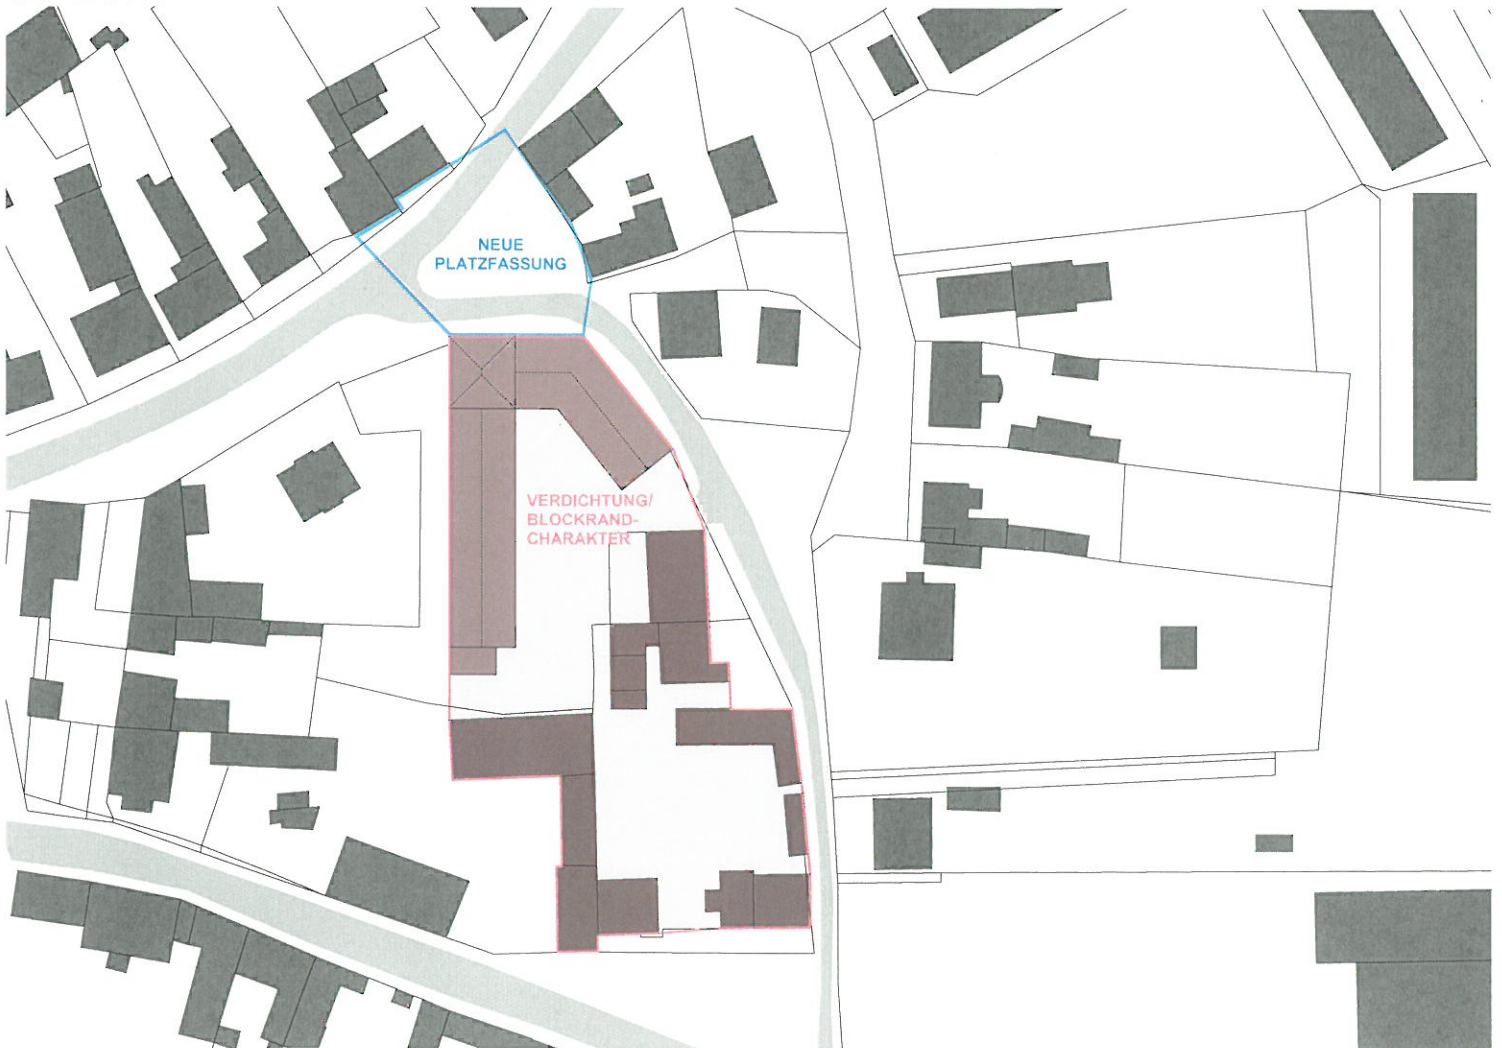 NEUE
PLATZFASSUNG
VERDICHTUNG/
BLOCKRAND-
CHARAKTER